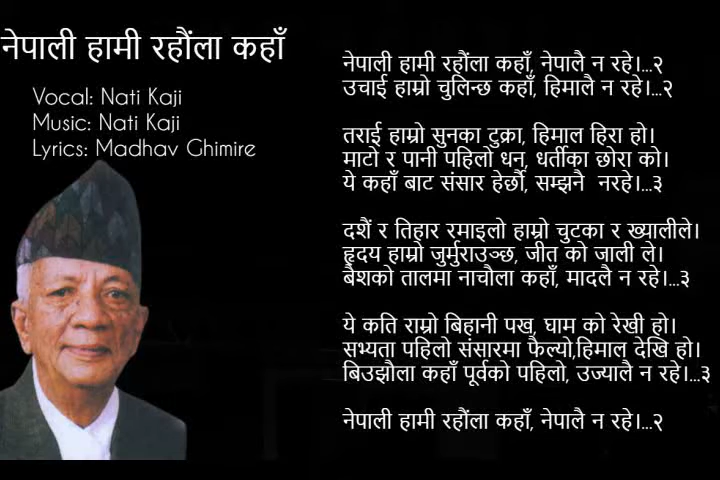 नेपाली हामी रहौंला कहाँ
Vocal: Nati Kaji
Music: Nati Kaji
Lyrics: Madhav Ghimire
नेपाली हामी रहौंला कहाँ, नेपालै न रहे।...२
उचाई हाम्रो चुलिन्छ कहाँ, हिमालै न रहे।...२
तराई हाम्रो सुनका टुक्रा, हिमाल हिरा हो।
माटो र पानी पहिलो धन, धर्तीका छोरा को।
ये कहाँ बाट संसार हेर्छौ, सम्झनै नरहे।...३
दशैं र तिहार रमाइलो हाम्रो चुटका र ख्यालीले।
हृदय हाम्रो जुर्मुराउञ्छ, जीत को जाली ले।
बैशको तालमा नाचौला कहाँ, मादलै न रहे।...३
ये कति राम्रो बिहानी पख, घाम को रेखी हो।
सभ्यता पहिलो संसारमा फैल्यो,हिमाल देखि हो।
बिउझौला कहाँ पूर्वको पहिलो, उज्यालै न रहे।...३
नेपाली हामी रहौंला कहाँ, नेपालै न रहे।...२